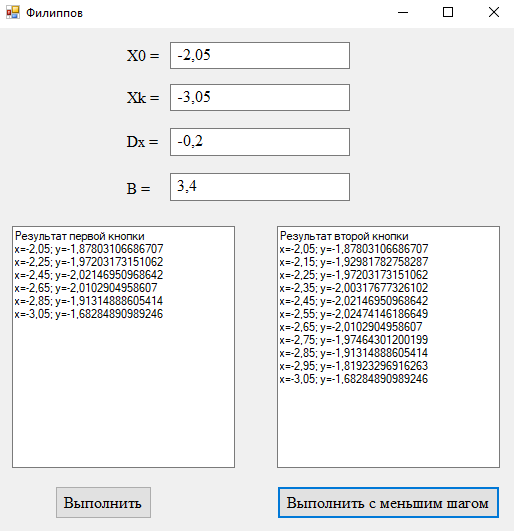 Филиппов
X0 = -2,05
Xk = -3,05
Dx = -0,2
B = 3,4
Результат первой кнопки
x=-2,05; y=-1,87803106686707
x=-2,25; y=-1,97203173151062
x=-2,45; y=-2,02146950968642
x=-2,65; y=-2,0102904958607
x=-2,85; y=-1,91314888605414
x=-3,05; y=-1,68284890989246
Результат второй кнопки
x=-2,05; y=-1,87803106686707
x=-2,15; y=-1,92981782758287
x=-2,25; y=-1,97203173151062
x=-2,35; y=-2,00317677326102
x=-2,45; y=-2,02146950968642
x=-2,55; y=-2,02474146186649
x=-2,65; y=-2,0102904958607
x=-2,75; y=-1,97464301200199
x=-2,85; y=-1,91314888605414
x=-2,95; y=-1,81923296916263
x=-3,05; y=-1,68284890989246
Выполнить
Выполнить с меньшим шагом